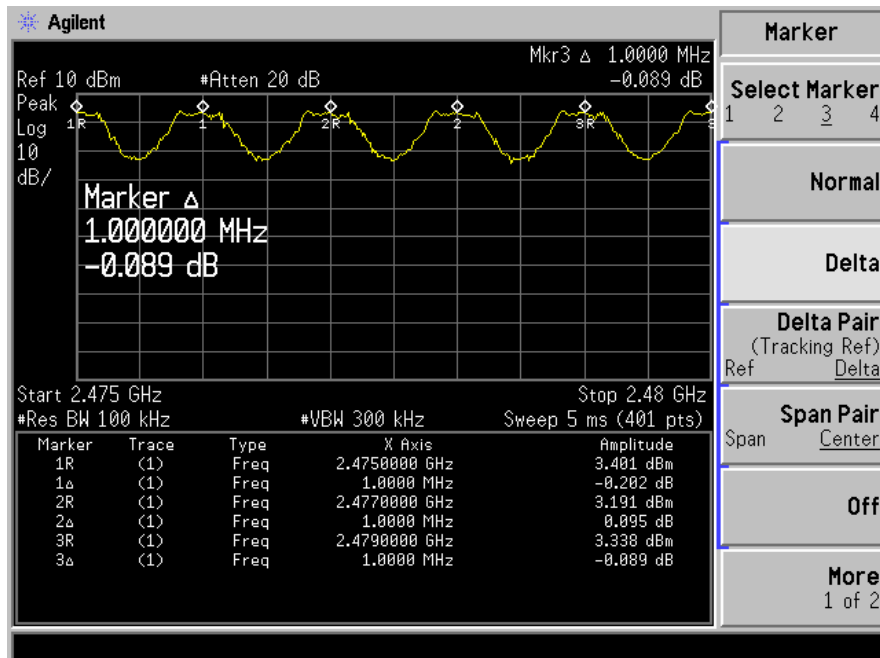 Agilent
Mkr3 Δ 1.0000 MHz
Ref 10 dBm #Atten 20 dB -0.089 dB
Peak
Log
10
dB/
1R 1 2R 2 3R 3
Marker Δ
1.000000 MHz
-0.089 dB
Start 2.475 GHz Stop 2.48 GHz
#Res BW 100 kHz #VBW 300 kHz Sweep 5 ms (401 pts)
Marker Trace Type X Axis Amplitude
1R (1) Freq 2.4750000 GHz 3.401 dBm
1Δ (1) Freq 1.0000 MHz -0.202 dB
2R (1) Freq 2.4770000 GHz 3.191 dBm
2Δ (1) Freq 1.0000 MHz 0.095 dB
3R (1) Freq 2.4790000 GHz 3.338 dBm
3Δ (1) Freq 1.0000 MHz -0.089 dB
Marker
Select Marker
1 2 3 4
Normal
Delta
Delta Pair
(Tracking Ref)
Ref Delta
Span Pair
Span Center
Off
More
1 of 2